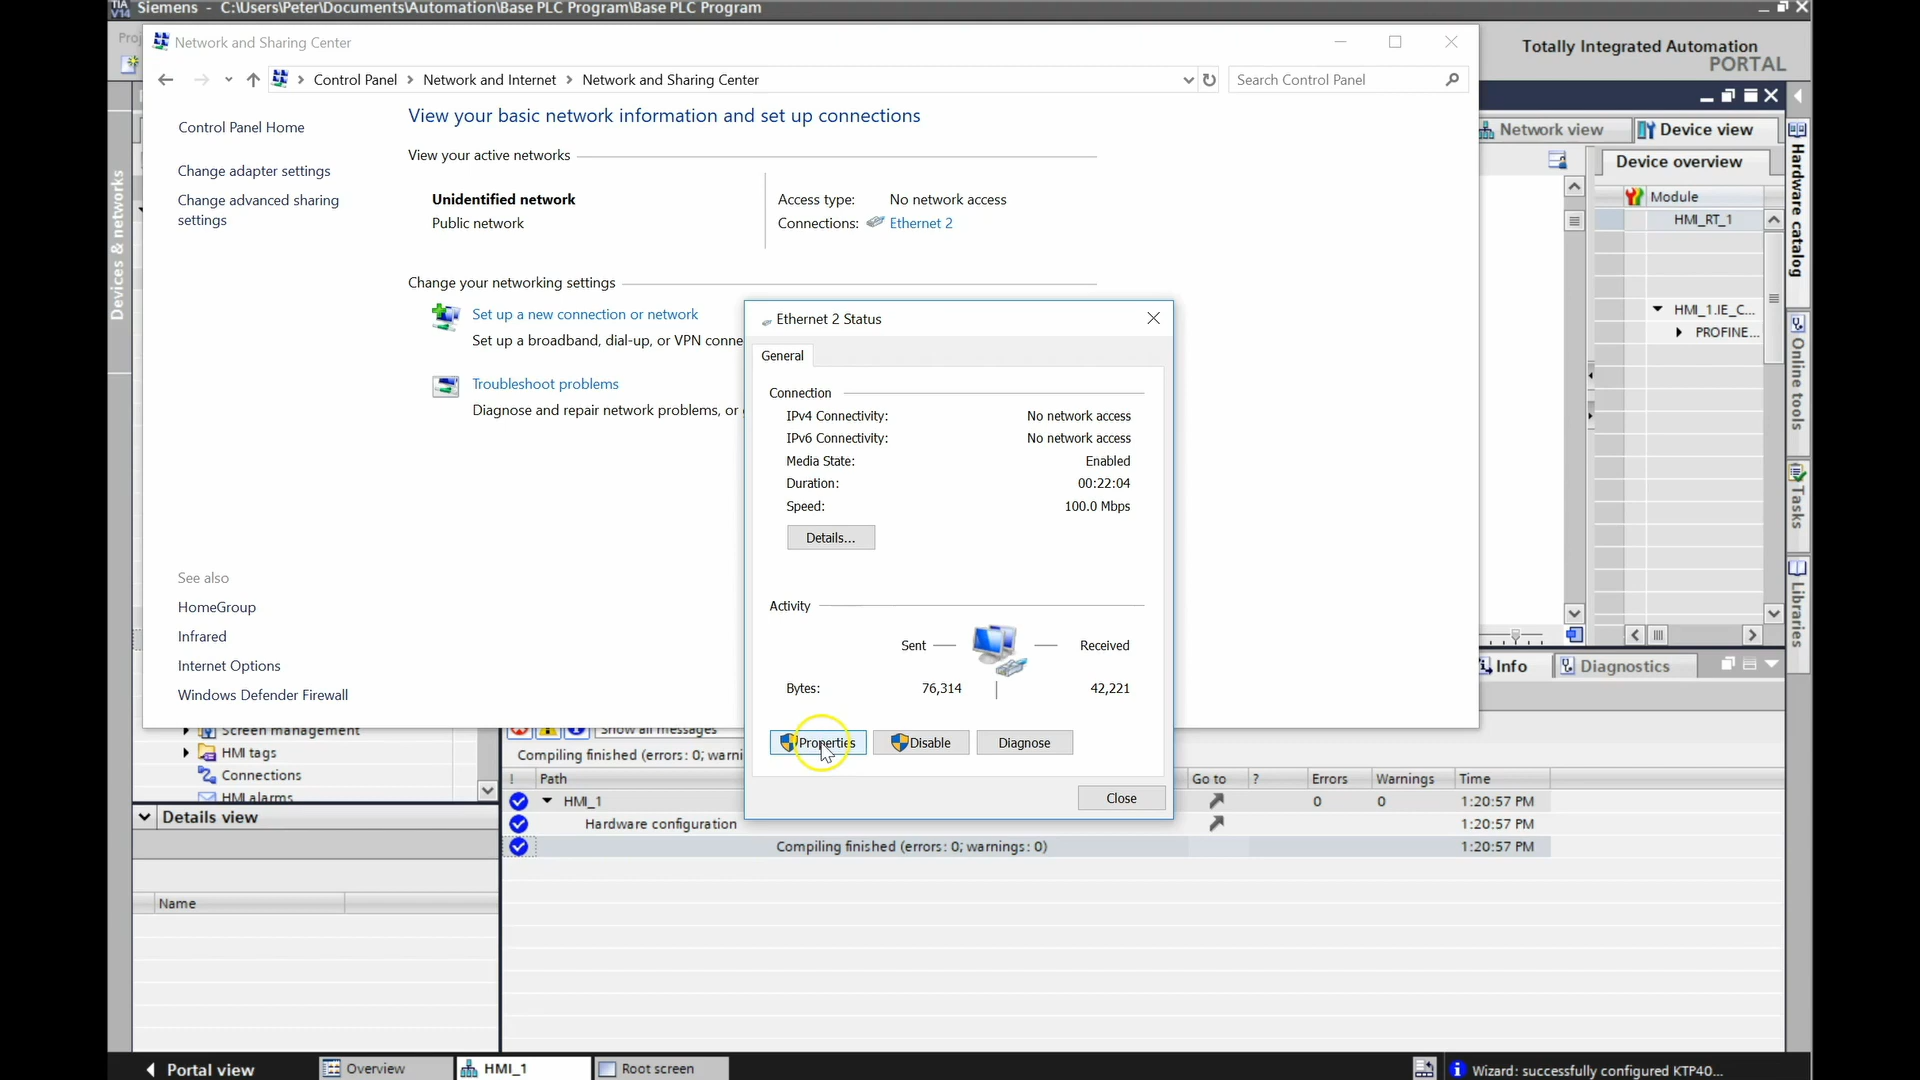 TIA V14 Siemens - C:\Users\Peter\Documents\Automation\Base PLC Program\Base PLC Program
Totally Integrated Automation
PORTAL
Proj
Network and Sharing Center
Control Panel > Network and Internet > Network and Sharing Center
Search Control Panel
Control Panel Home
Change adapter settings
Change advanced sharing
settings
View your basic network information and set up connections
View your active networks
Unidentified network
Public network
Access type: No network access
Connections: Ethernet 2
Change your networking settings
Set up a new connection or network
Set up a broadband, dial-up, or VPN conne
Troubleshoot problems
Diagnose and repair network problems, or
See also
HomeGroup
Infrared
Internet Options
Windows Defender Firewall
Ethernet 2 Status
General
Connection
IPv4 Connectivity: No network access
IPv6 Connectivity: No network access
Media State: Enabled
Duration: 00:22:04
Speed: 100.0 Mbps
Details...
Activity
Sent Received
Bytes: 76,314 42,221
Properties Disable Diagnose
Close
Network view Device view
Device overview
Module
HMI_RT_1
HMI_1.IE_C...
PROFINE...
Hardware catalog
Online tools
Tasks
Libraries
Devices & networks
Info Diagnostics
Screen management
HMI tags
Connections
HMI alarms
Details view
Name
Show all messages
Compiling finished (errors: 0; warni
! Path Go to ? Errors Warnings Time
HMI_1 0 0 1:20:57 PM
Hardware configuration 1:20:57 PM
Compiling finished (errors: 0; warnings: 0) 1:20:57 PM
Portal view Overview HMI_1 Root screen Wizard: successfully configured KTP40...